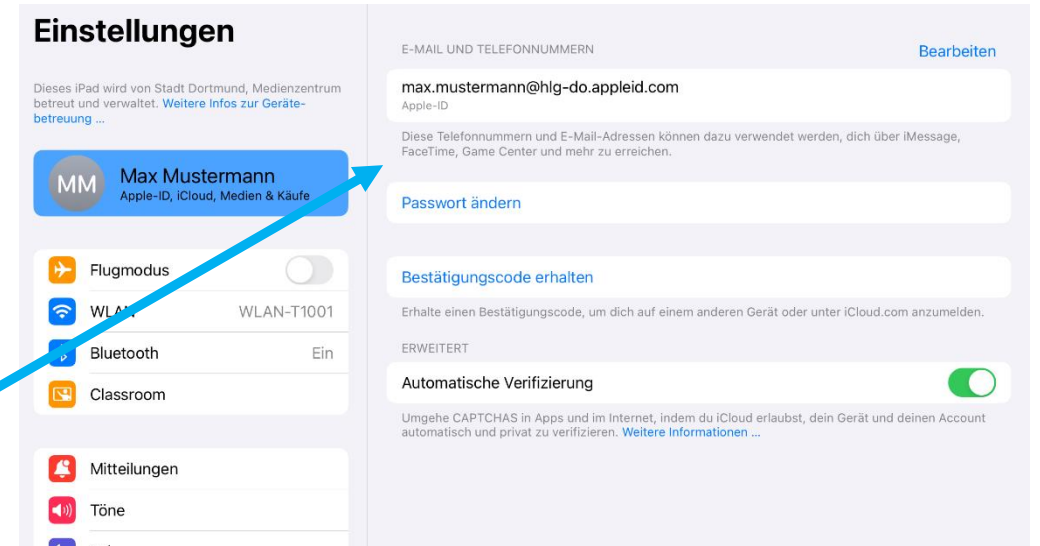 Einstellungen
Dieses iPad wird von Stadt Dortmund, Medienzentrum
betreut und verwaltet. Weitere Infos zur Geräte-
betreuung ...
MM
Max Mustermann
Apple-ID, iCloud, Medien & Käufe
Flugmodus
WLAN
WLAN-T1001
Bluetooth
Ein
Classroom
Mitteilungen
Töne
E-MAIL UND TELEFONNUMMERN
Bearbeiten
max.mustermann@hlg-do.appleid.com
Apple-ID
Diese Telefonnummern und E-Mail-Adressen können dazu verwendet werden, dich über iMessage,
FaceTime, Game Center und mehr zu erreichen.
Passwort ändern
Bestätigungscode erhalten
Erhalte einen Bestätigungscode, um dich auf einem anderen Gerät oder unter iCloud.com anzumelden.
ERWEITERT
Automatische Verifizierung
Umgehe CAPTCHAS in Apps und im Internet, indem du iCloud erlaubst, dein Gerät und deinen Account
automatisch und privat zu verifizieren. Weitere Informationen ...